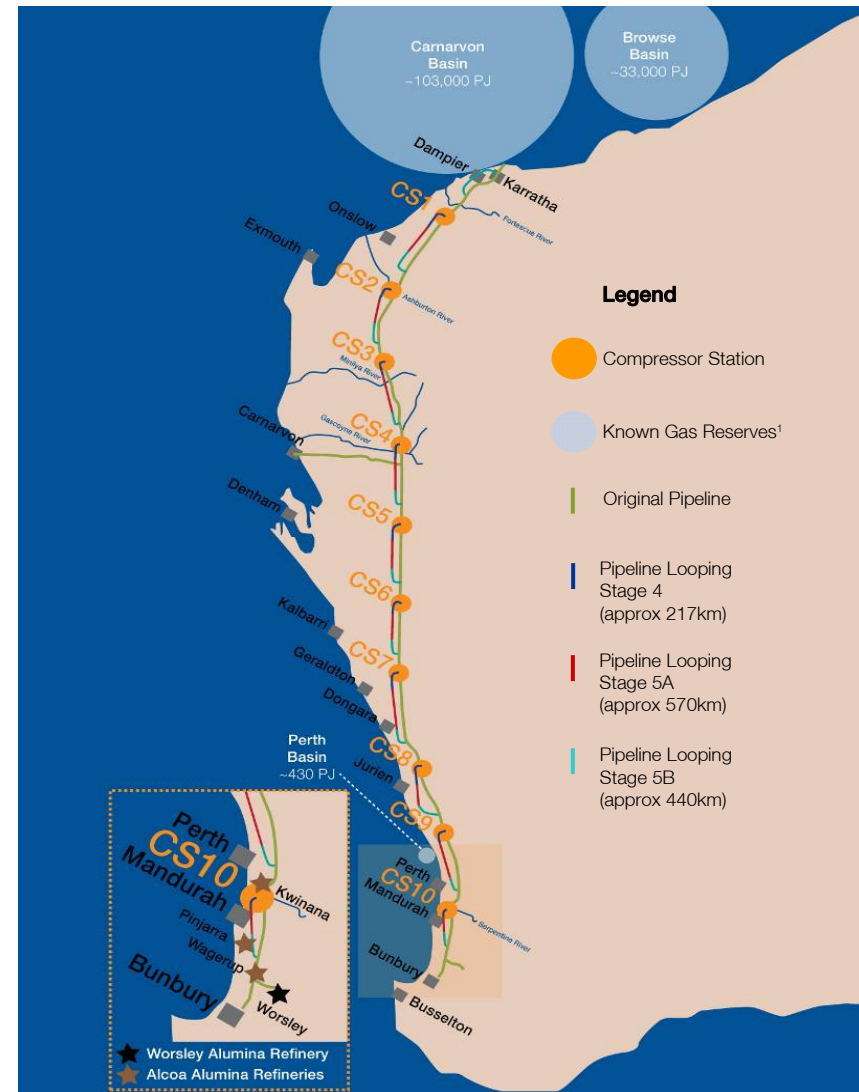 Carnarvon
Basin
~103,000 PJ
Browse
Basin
~33,000 PJ
Dampier
Karratha
CS1
Fortescue River
Onslow
Exmouth
CS2
Ashburton River
CS3
Minilya River
CS4
Gascoyne River
Carnarvon
Denham
CS5
CS6
Kalbarri
CS7
Geraldton
Dongara
Perth
Basin
~430 PJ
CS8
Jurien
CS9
Perth
CS10
Mandurah
Serpentine River
Bunbury
Busselton
Legend
Compressor Station
Known Gas Reserves¹
Original Pipeline
Pipeline Looping
Stage 4
(approx 217km)
Pipeline Looping
Stage 5A
(approx 570km)
Pipeline Looping
Stage 5B
(approx 440km)
Perth
CS10
Mandurah
Kwinana
Pinjarra
Wagerup
Bunbury
Worsley
Worsley Alumina Refinery
Alcoa Alumina Refineries